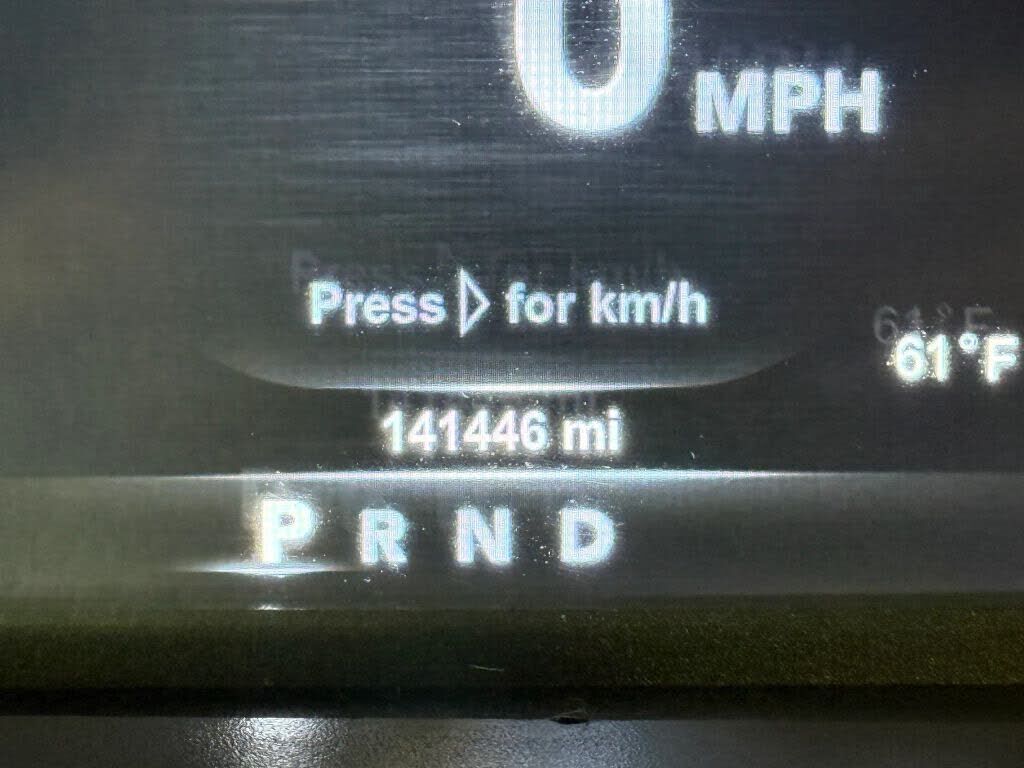 0 MPH
Press ▷ for km/h
61°F
141446 mi
P R N D